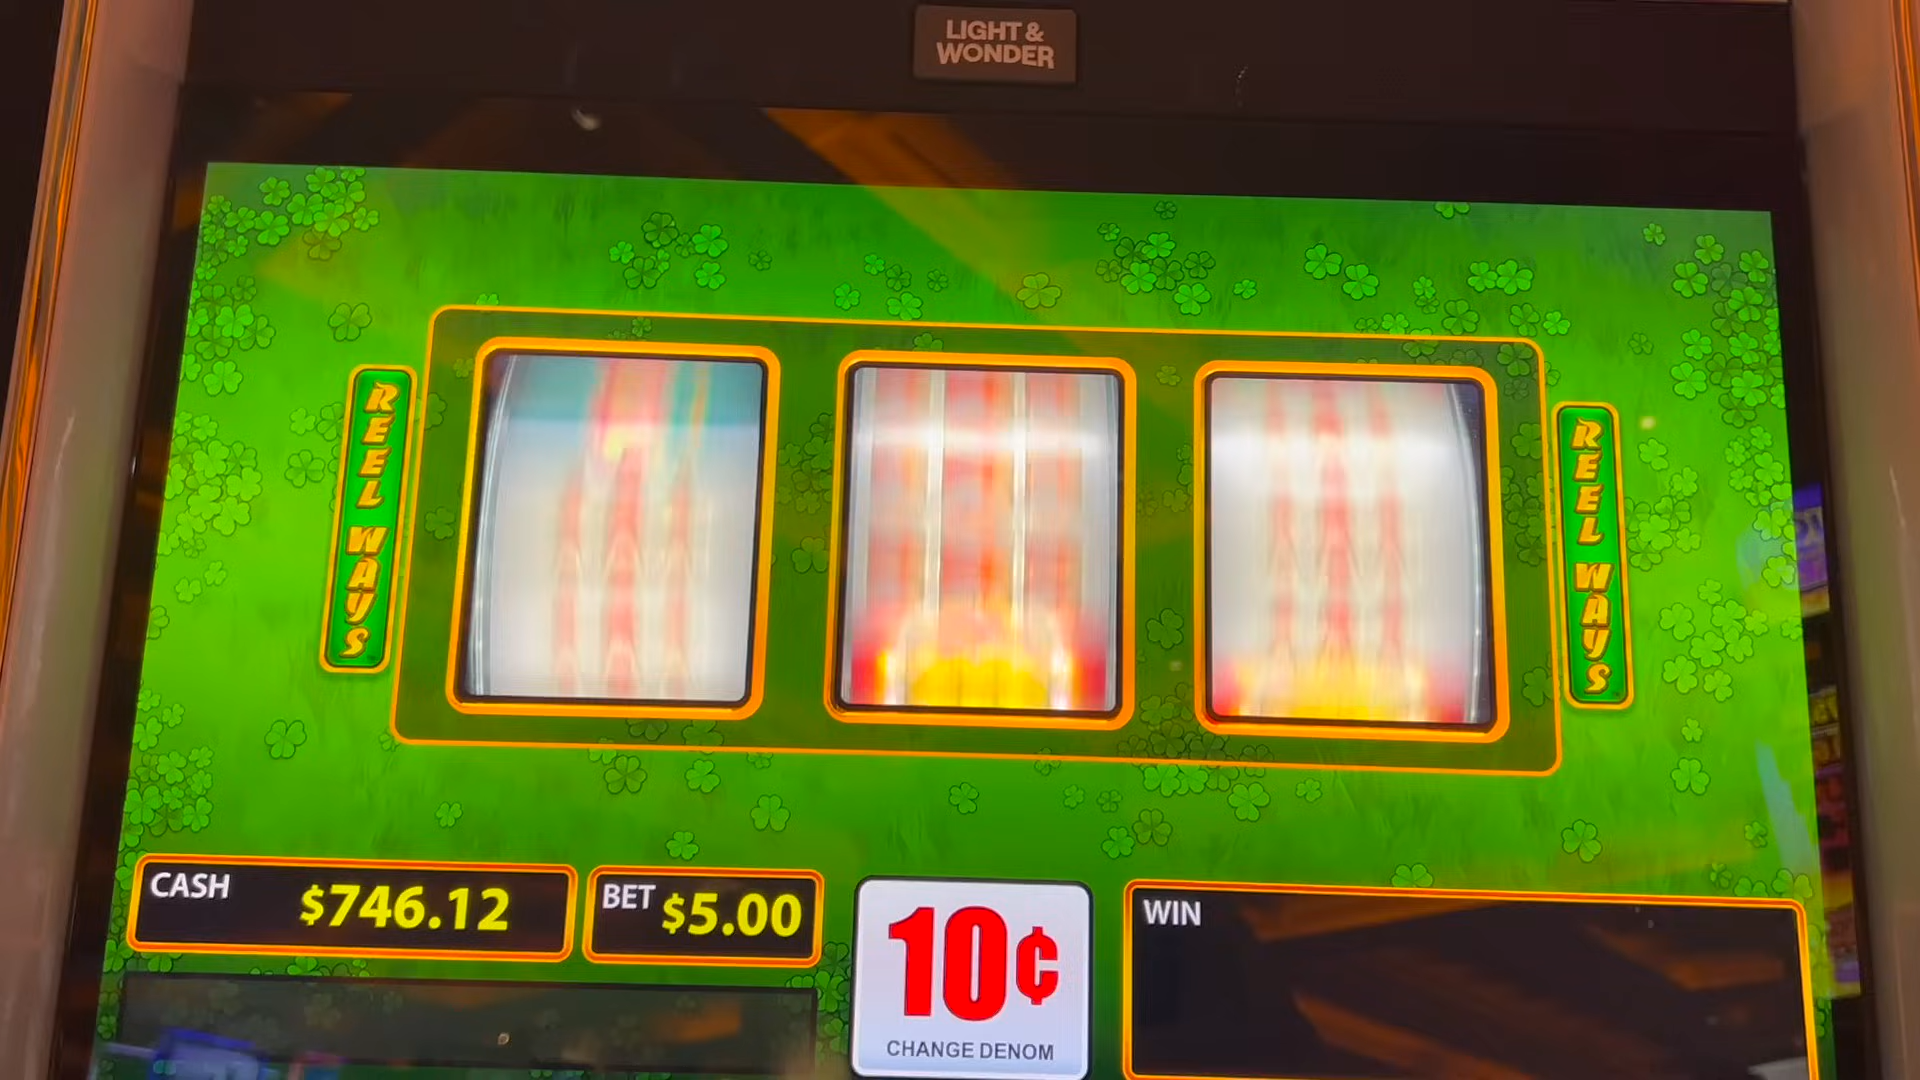 LIGHT &
WONDER
REEL WAYS
REEL WAYS
CASH $746.12
BET $5.00
10¢
CHANGE DENOM
WIN